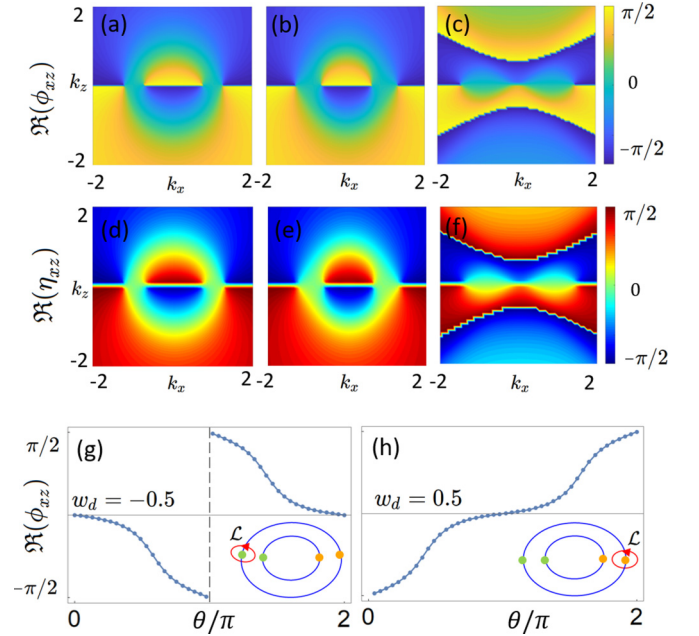 (a) (b) (c)
2 π/2
ℜ(ϕxz) kz 0
-2 −π/2
-2 kx 2 -2 kx 2 -2 kx 2
(d) (e) (f)
2 π/2
ℜ(ηxz) kz 0
-2 −π/2
-2 kx 2 -2 kx 2 -2 kx 2
(g) (h)
π/2
ℜ(ϕxz) wd = −0.5 wd = 0.5
ℒ ℒ
−π/2
0 θ/π 2 0 θ/π 2